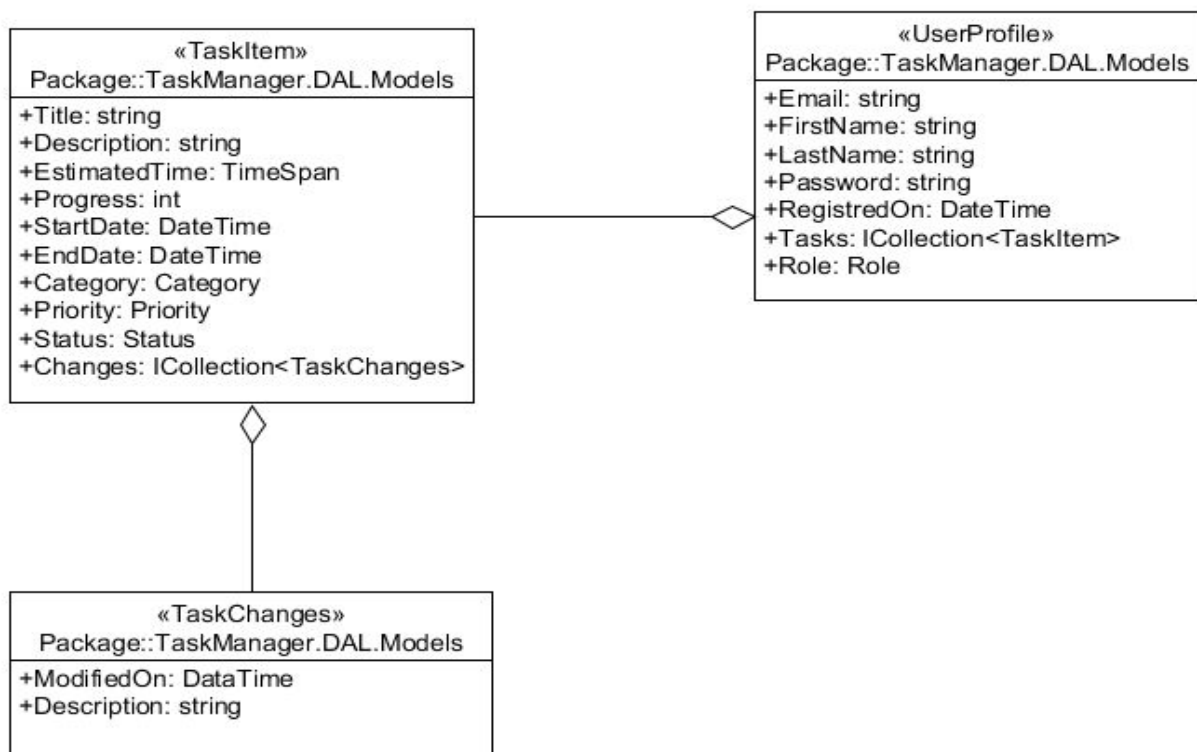 «TaskItem»
Package::TaskManager.DAL.Models
+Title: string
+Description: string
+EstimatedTime: TimeSpan
+Progress: int
+StartDate: DateTime
+EndDate: DateTime
+Category: Category
+Priority: Priority
+Status: Status
+Changes: ICollection<TaskChanges>
«UserProfile»
Package::TaskManager.DAL.Models
+Email: string
+FirstName: string
+LastName: string
+Password: string
+RegistredOn: DateTime
+Tasks: ICollection<TaskItem>
+Role: Role
«TaskChanges»
Package::TaskManager.DAL.Models
+ModifiedOn: DataTime
+Description: string